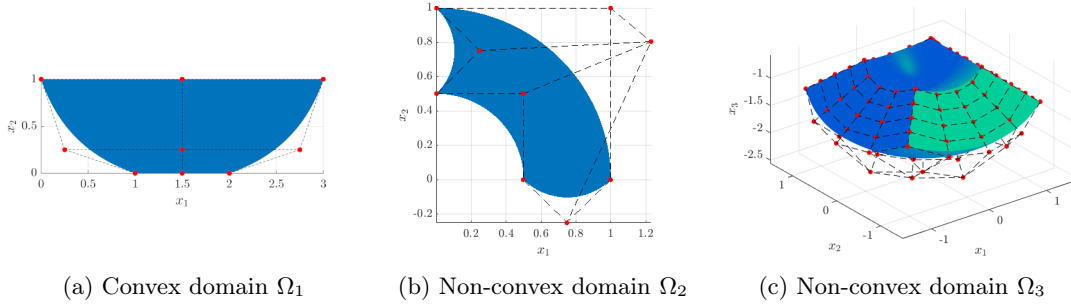 1
0.5
0
x₂
0 0.5 1 1.5 2 2.5 3
x₁
(a) Convex domain Ω₁
1
0.8
0.6
0.4
0.2
0
-0.2
x₂
0.2 0.4 0.6 0.8 1 1.2
x₁
(b) Non-convex domain Ω₂
-1
-1.5
-2
-2.5
x₃
1
0
-1
x₂
-1
0
1
x₁
(c) Non-convex domain Ω₃